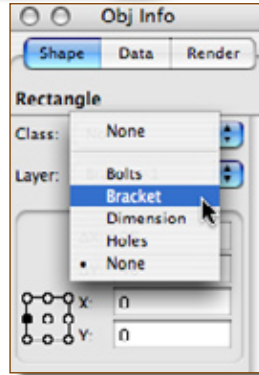 Obj Info
Shape Data Render
Rectangle
Class:
None
Layer:
Bolts
Bracket
Dimension
Holes
• None
X: 0
Y: 0